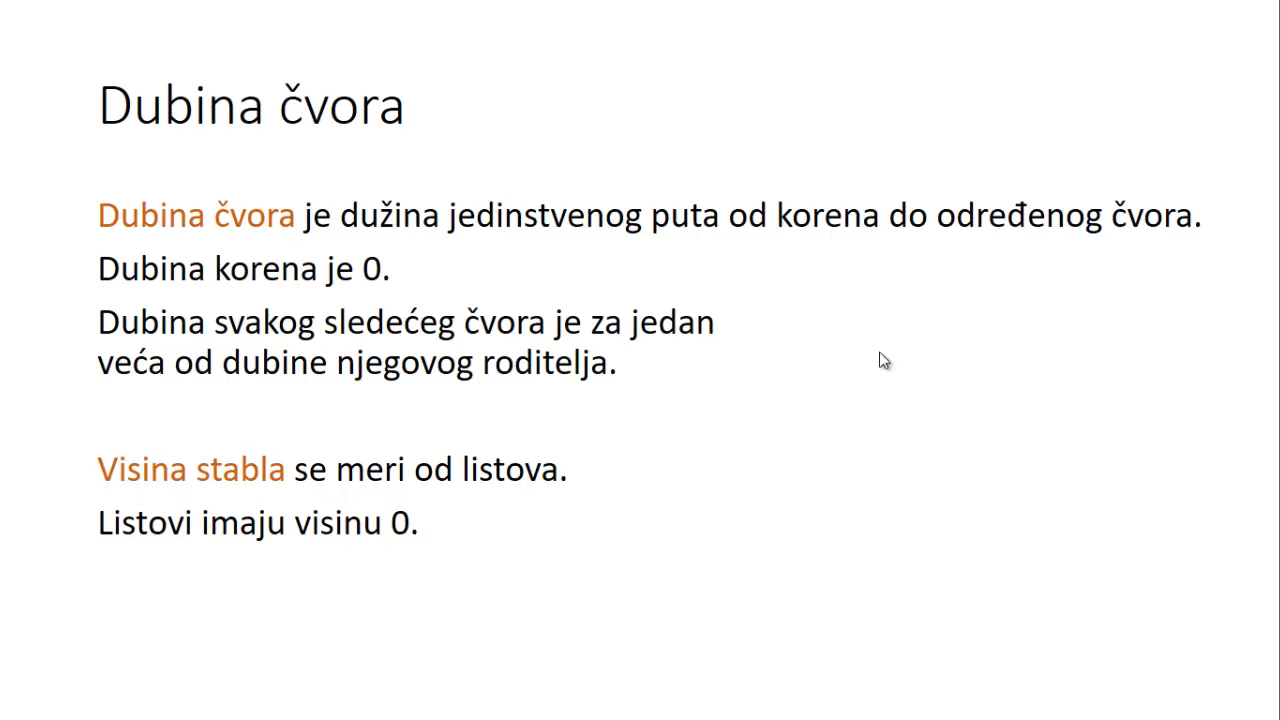 Dubina čvora
Dubina čvora je dužina jedinstvenog puta od korena do određenog čvora.
Dubina korena je 0.
Dubina svakog sledećeg čvora je za jedan
veća od dubine njegovog roditelja.
Visina stabla se meri od listova.
Listovi imaju visinu 0.